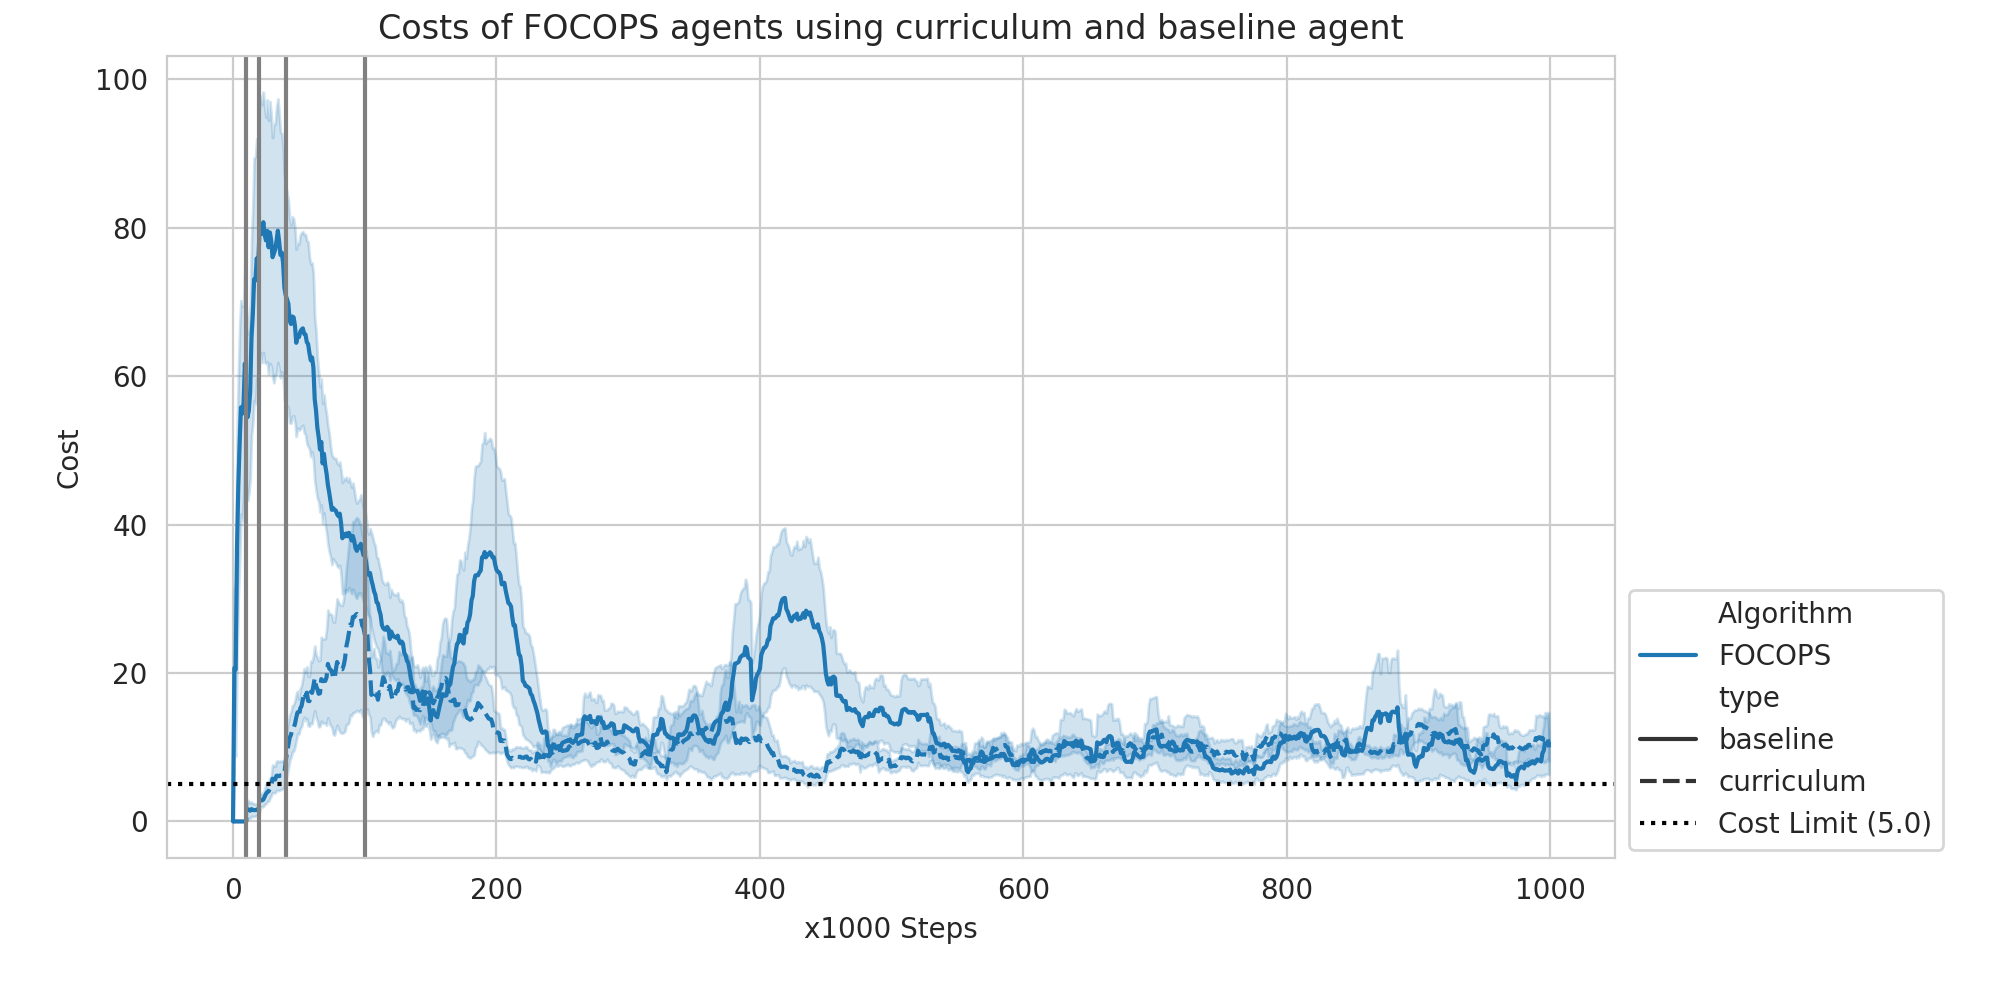 Costs of FOCOPS agents using curriculum and baseline agent
100
80
60
40
20
0
Cost
0 200 400 600 800 1000
x1000 Steps
Algorithm
FOCOPS
type
baseline
curriculum
Cost Limit (5.0)